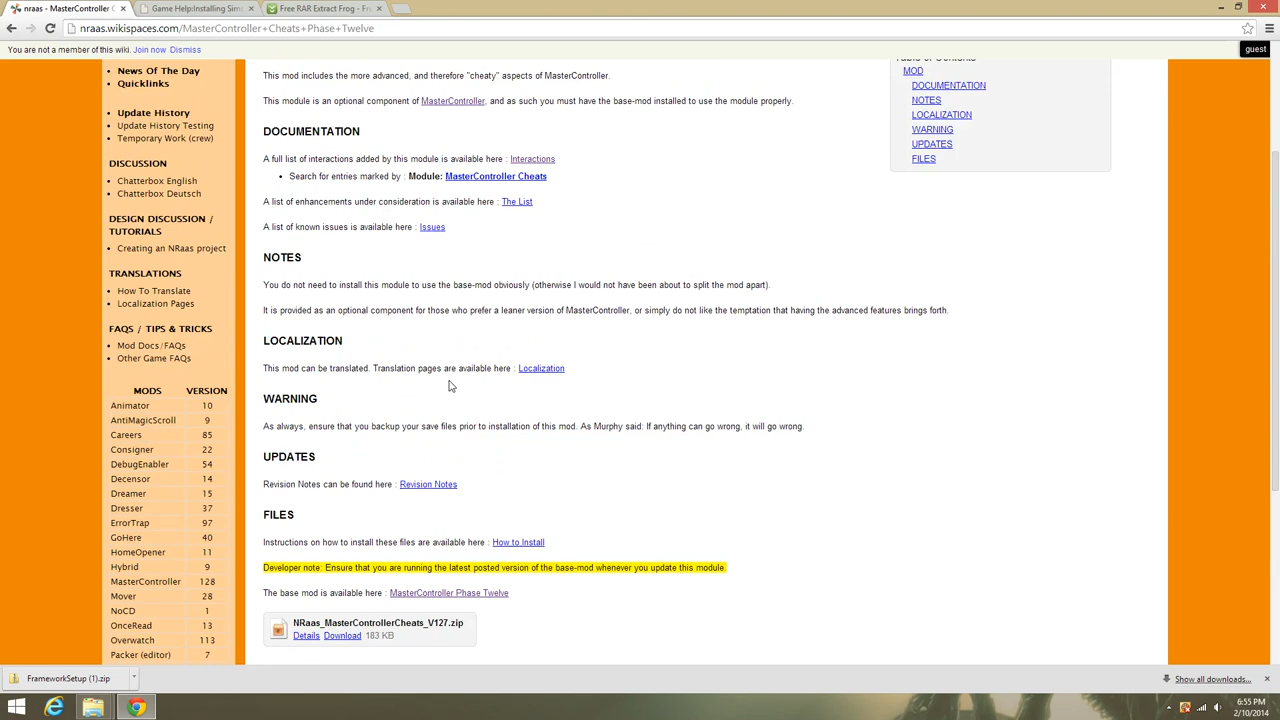 nraas - MasterController C
Game Help:Installing Sims
Free RAR Extract Frog - F
nraas.wikispaces.com/MasterController+Cheats+Phase+Twelve
You are not a member of this wiki. Join now Dismiss
guest
News Of The Day
Quicklinks
Update History
Update History Testing
Temporary Work (crew)
DISCUSSION
Chatterbox English
Chatterbox Deutsch
DESIGN DISCUSSION /
TUTORIALS
Creating an NRaas project
TRANSLATIONS
How To Translate
Localization Pages
FAQS / TIPS & TRICKS
Mod Docs/FAQs
Other Game FAQs
MODS VERSION
Animator 10
AntiMagicScroll 9
Careers 85
Consigner 22
DebugEnabler 54
Decensor 14
Dreamer 15
Dresser 37
ErrorTrap 97
GoHere 40
HomeOpener 11
Hybrid 9
MasterController 128
Mover 28
NoCD 1
OnceRead 13
Overwatch 113
Packer (editor) 7
This mod includes the more advanced, and therefore "cheaty" aspects of MasterController.
This module is an optional component of MasterController, and as such you must have the base-mod installed to use the module properly.
DOCUMENTATION
A full list of interactions added by this module is available here : Interactions
• Search for entries marked by : Module: MasterController Cheats
A list of enhancements under consideration is available here : The List
A list of known issues is available here : Issues
NOTES
You do not need to install this module to use the base-mod obviously (otherwise I would not have been about to split the mod apart).
It is provided as an optional component for those who prefer a leaner version of MasterController, or simply do not like the temptation that having the advanced features brings forth.
LOCALIZATION
This mod can be translated. Translation pages are available here : Localization
WARNING
As always, ensure that you backup your save files prior to installation of this mod. As Murphy said: If anything can go wrong, it will go wrong.
UPDATES
Revision Notes can be found here : Revision Notes
FILES
Instructions on how to install these files are available here : How to Install
Developer note: Ensure that you are running the latest posted version of the base-mod whenever you update this module.
The base mod is available here : MasterController Phase Twelve
NRaas_MasterControllerCheats_V127.zip
Details Download 183 KB
Table of Contents
MOD
DOCUMENTATION
NOTES
LOCALIZATION
WARNING
UPDATES
FILES
FrameworkSetup (1).zip
Show all downloads...
6:55 PM
2/10/2014